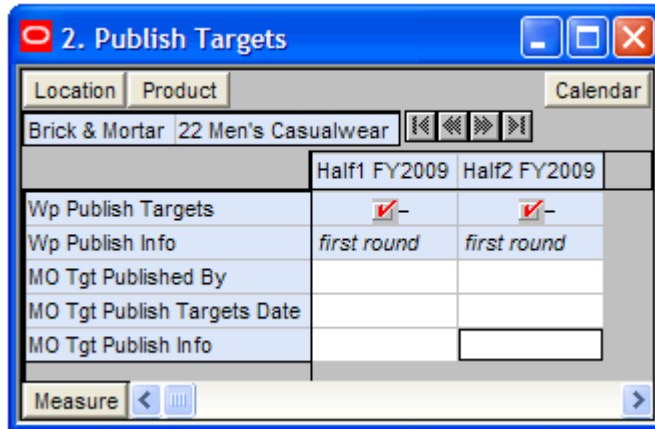 2. Publish Targets
Location Product Calendar
Brick & Mortar 22 Men's Casualwear
Half1 FY2009 Half2 FY2009
Wp Publish Targets
Wp Publish Info first round first round
MO Tgt Published By
MO Tgt Publish Targets Date
MO Tgt Publish Info
Measure